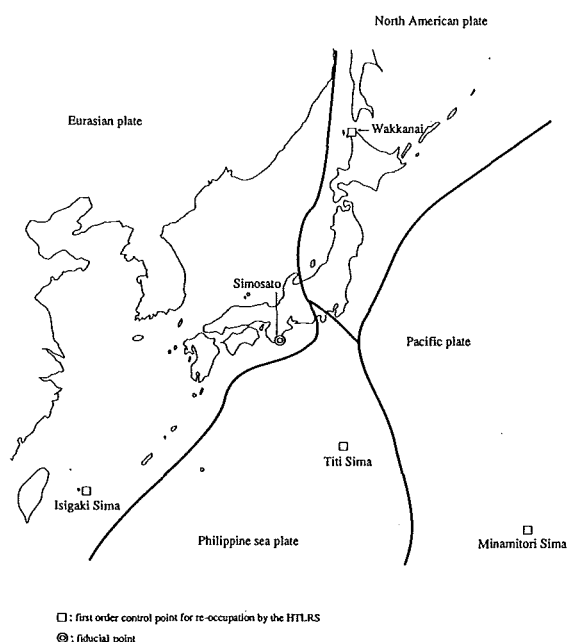 North American plate
Eurasian plate
Wakkanai
Simosato
Pacific plate
Titi Sima
Isigaki Sima
Philippine sea plate
Minamitori Sima
□ : first order control point for re-occupation by the HTLRS
◎ : fiducial point